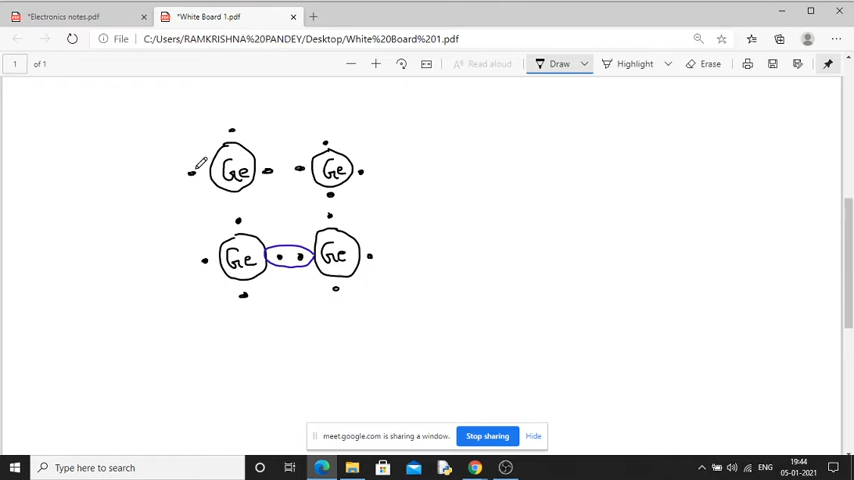 *Electronics notes.pdf
*White Board 1.pdf
File
C:/Users/RAMKRISHNA%20PANDEY/Desktop/White%20Board%201.pdf
1 of 1
Read aloud
Draw
Highlight
Erase
Ge Ge
Ge Ge
meet.google.com is sharing a window.
Stop sharing
Hide
Type here to search
ENG
19:44
05-01-2021